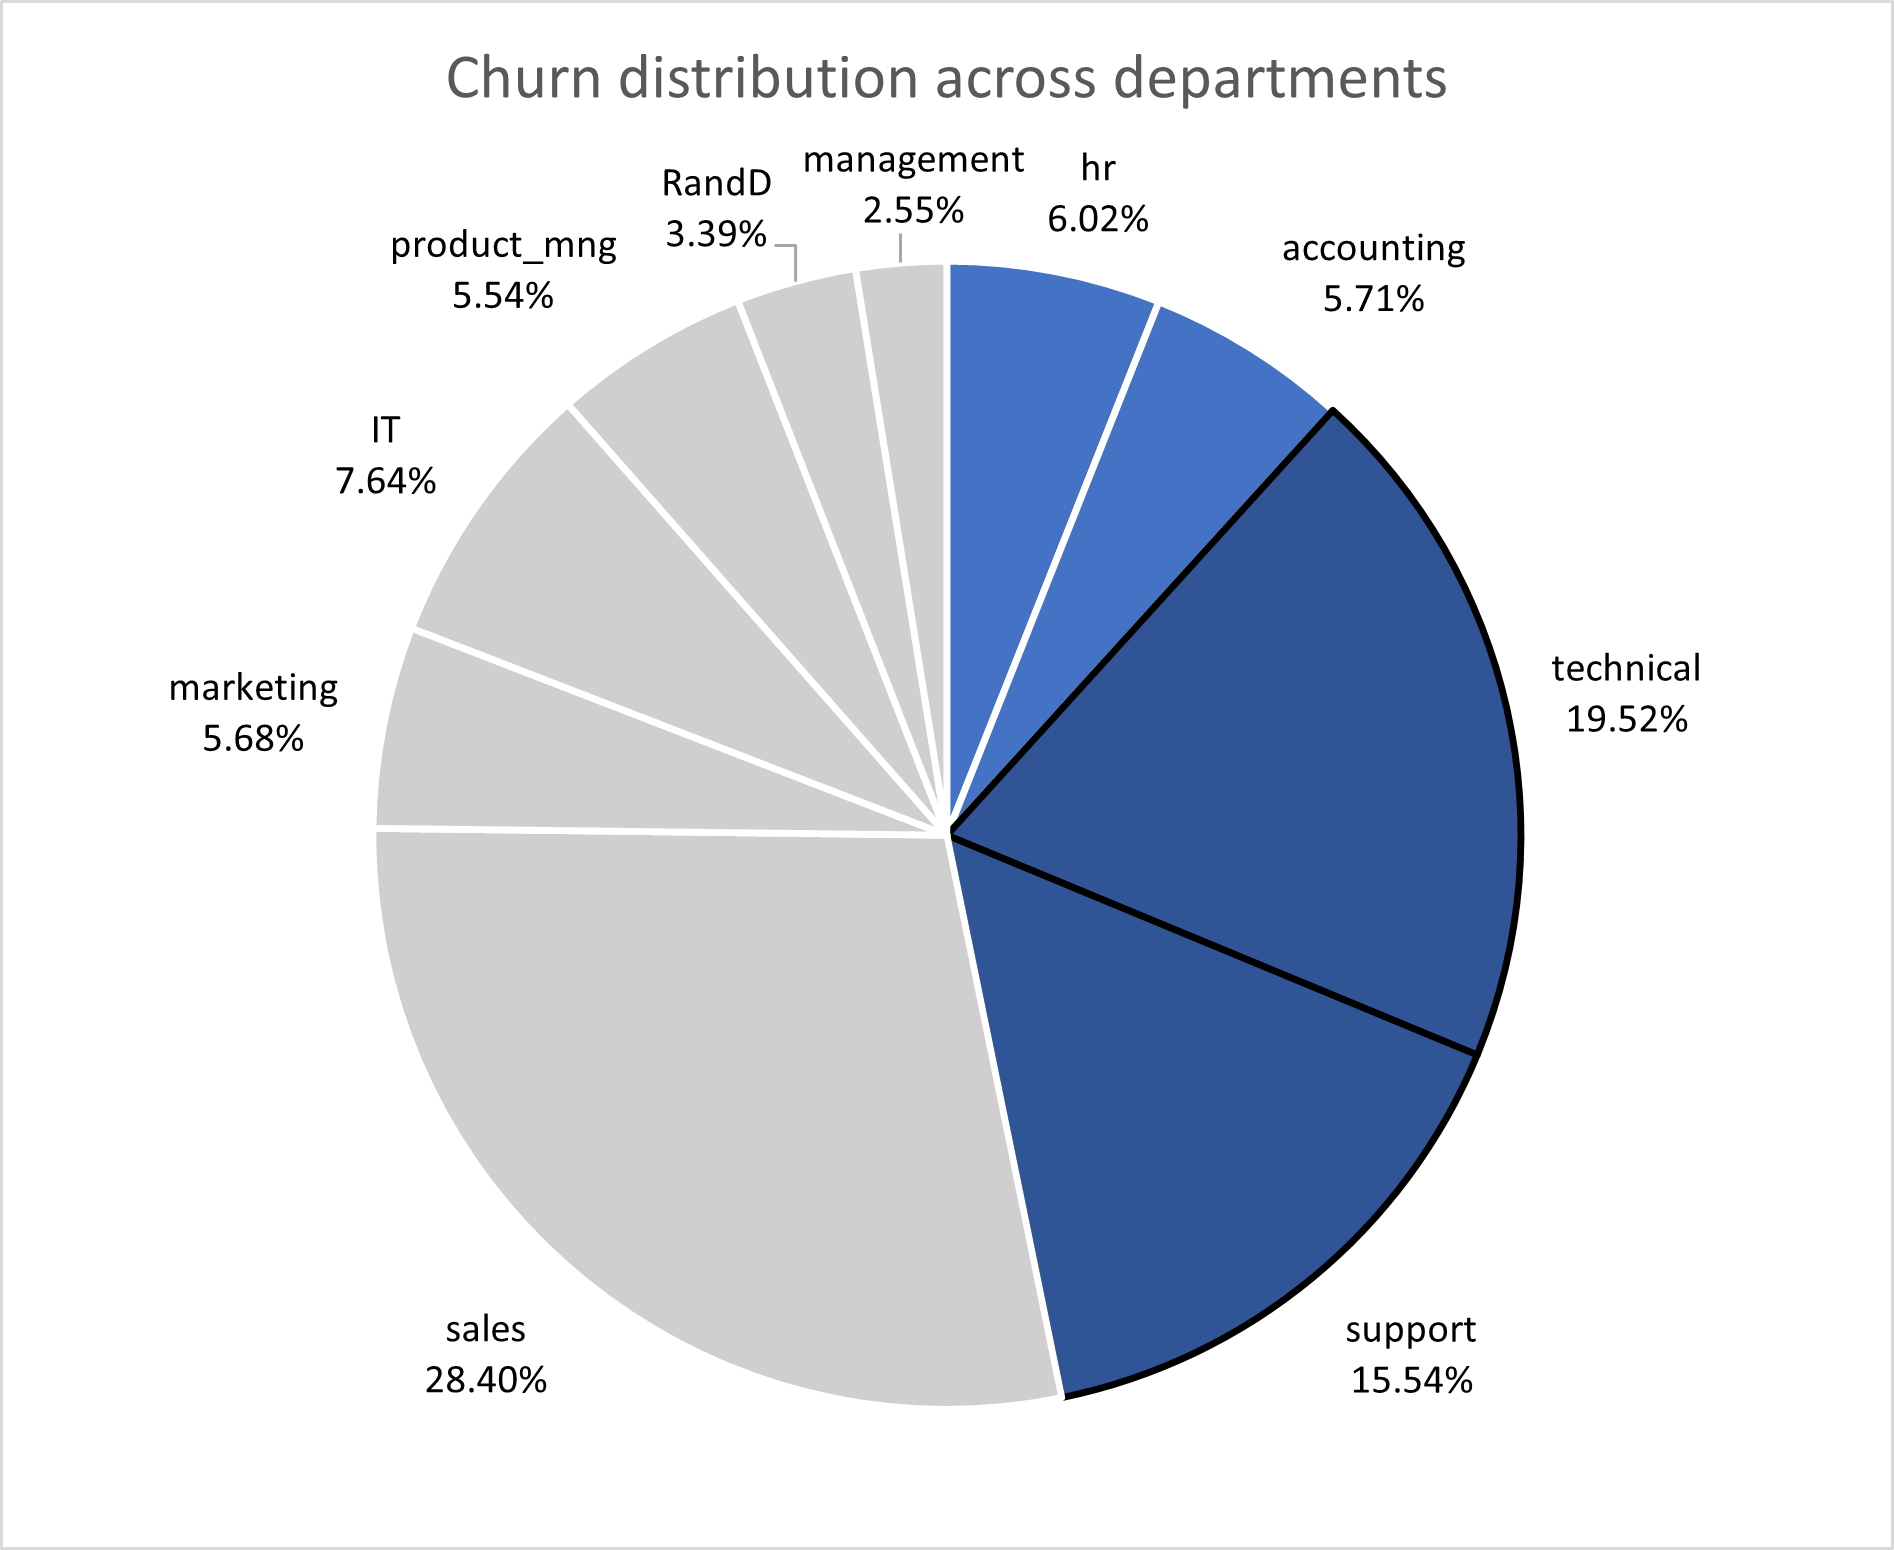 Churn distribution across departments
management
2.55%
hr
6.02%
RandD
3.39%
accounting
5.71%
product_mng
5.54%
IT
7.64%
technical
19.52%
marketing
5.68%
sales
28.40%
support
15.54%